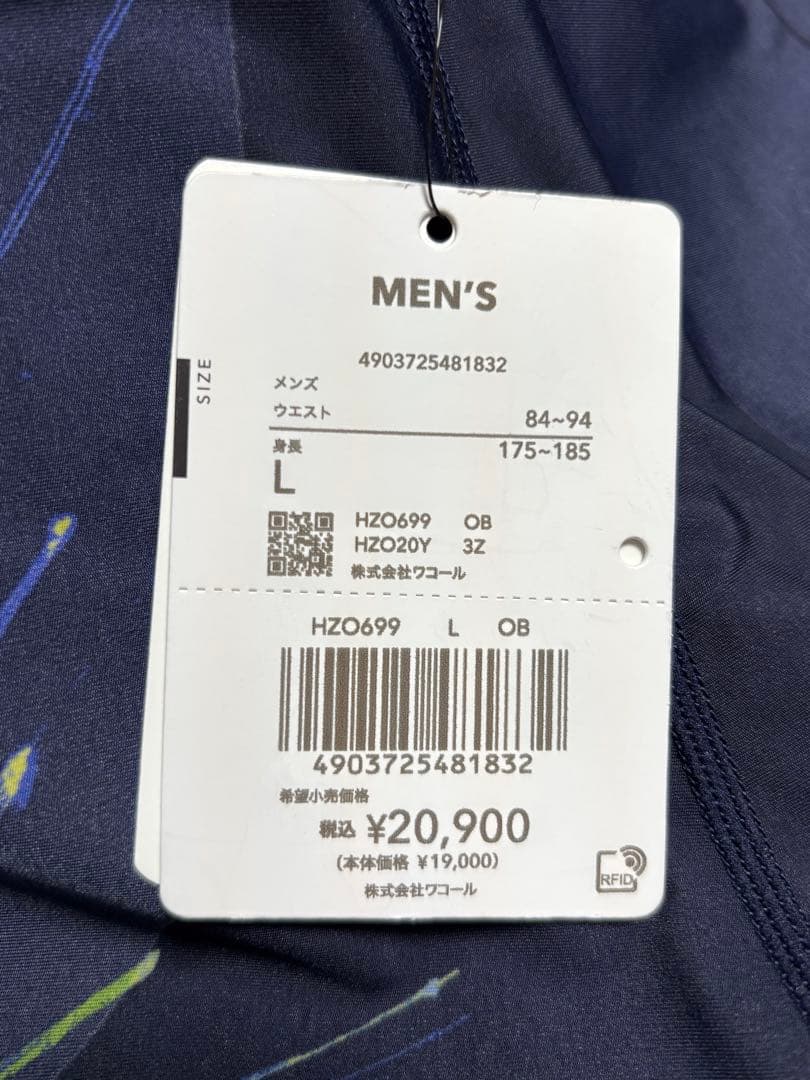 MEN'S
4903725481832
SIZE
メンズ
ウエスト 84~94
身長 175~185
L
HZO699 OB
HZO20Y 3Z
株式会社ワコール
HZO699 L OB
4903725481832
希望小売価格
税込 ¥20,900
(本体価格 ¥19,000)
株式会社ワコール
RFID